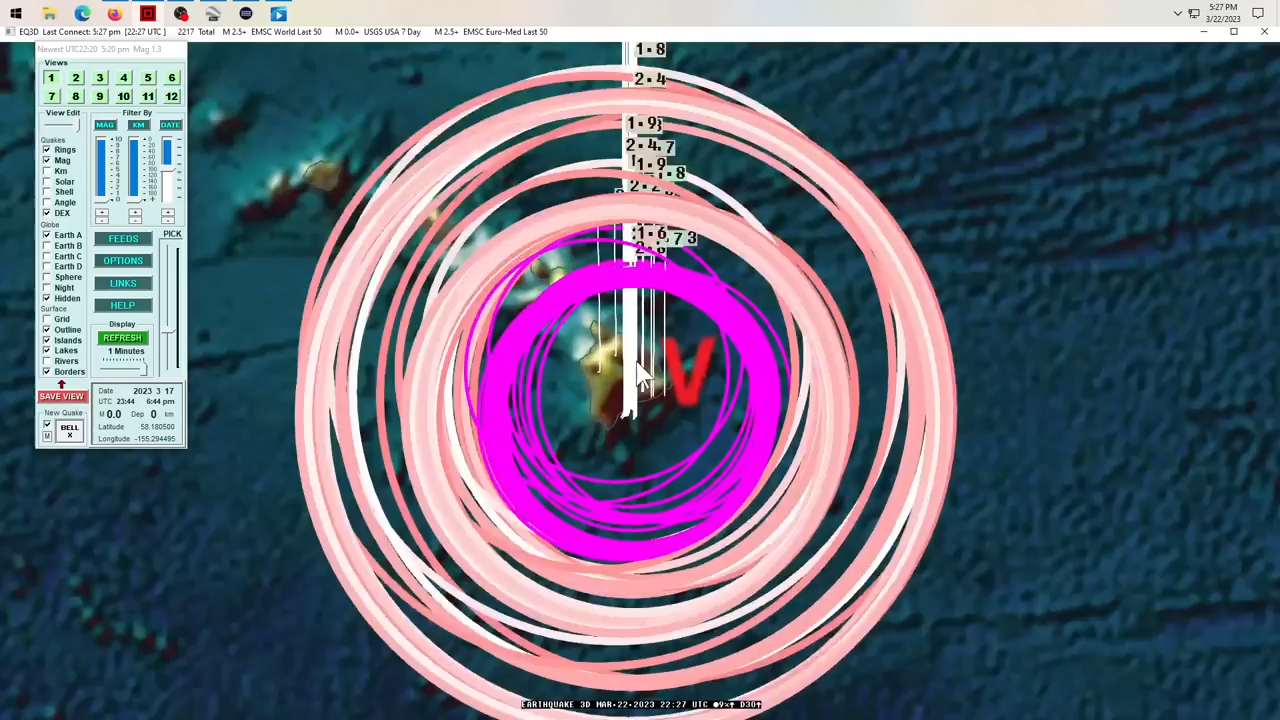 5:27 PM
3/22/2023
EQ3D Last Connect: 5:27 pm [22:27 UTC ] 2217 Total M 2.5+ EMSC World Last 50 M 0.0+ USGS USA 7 Day M 2.5+ EMSC Euro-Med Last 50
Newest UTC22:20 5:20 pm Mag 1.3
Views
1 2 3 4 5 6
7 8 9 10 11 12
View Edit
Filter By
MAG KM DATE
Quakes
Rings
Mag
Km
Solar
Shell
Angle
DEX
Globe
Earth A
Earth B
Earth C
Earth D
Sphere
Night
Hidden
Surface
Grid
Outline
Islands
Lakes
Rivers
Borders
SAVE VIEW
New Quake
M
BELL
X
FEEDS
OPTIONS
LINKS
HELP
PICK
Display
REFRESH
1 Minutes
Date 2023 3 17
UTC 23:44 6:44 pm
M 0.0 Dep 0 km
Latitude 58.180500
Longitude -155.294495
1.8
2.4
1.9
2.4
1.9
2.2
1.6
V
EARTHQUAKE 3D MAR-22-2023 22:27 UTC